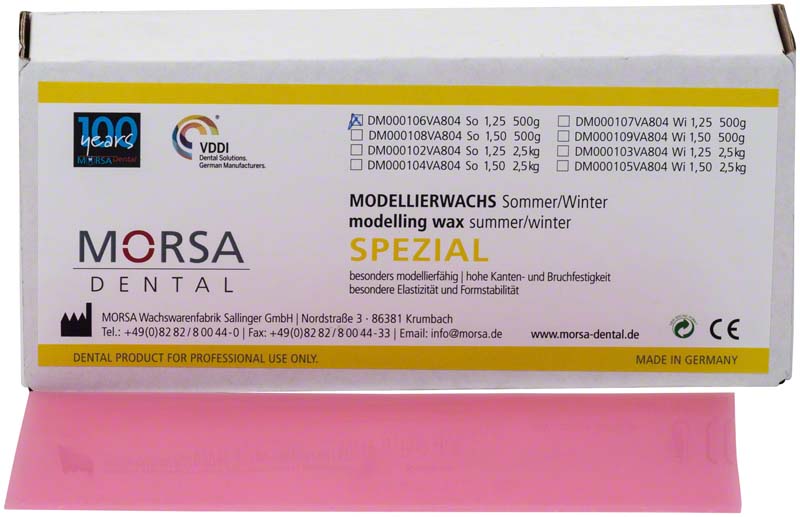 100
years
MORSA Dental
VDDI
Dental Solutions.
German Manufacturers.
DM000106VA804 So 1,25 500g
DM000108VA804 So 1,50 500g
DM000102VA804 So 1,25 2,5kg
DM000104VA804 So 1,50 2,5kg
DM000107VA804 Wi 1,25 500g
DM000109VA804 Wi 1,50 500g
DM000103VA804 Wi 1,25 2,5kg
DM000105VA804 Wi 1,50 2,5kg
MODELLIERWACHS Sommer/Winter
modelling wax summer/winter
SPEZIAL
besonders modellierfähig | hohe Kanten- und Bruchfestigkeit
besondere Elastizität und Formstabilität
MORSA
DENTAL
MORSA Wachswarenfabrik Sallinger GmbH | Nordstraße 3 · 86381 Krumbach
Tel.: +49(0)82 82 / 8 00 44-0 | Fax: +49(0)82 82 / 8 00 44-33 | Email: info@morsa.de
www.morsa-dental.de
CE
DENTAL PRODUCT FOR PROFESSIONAL USE ONLY.
MADE IN GERMANY